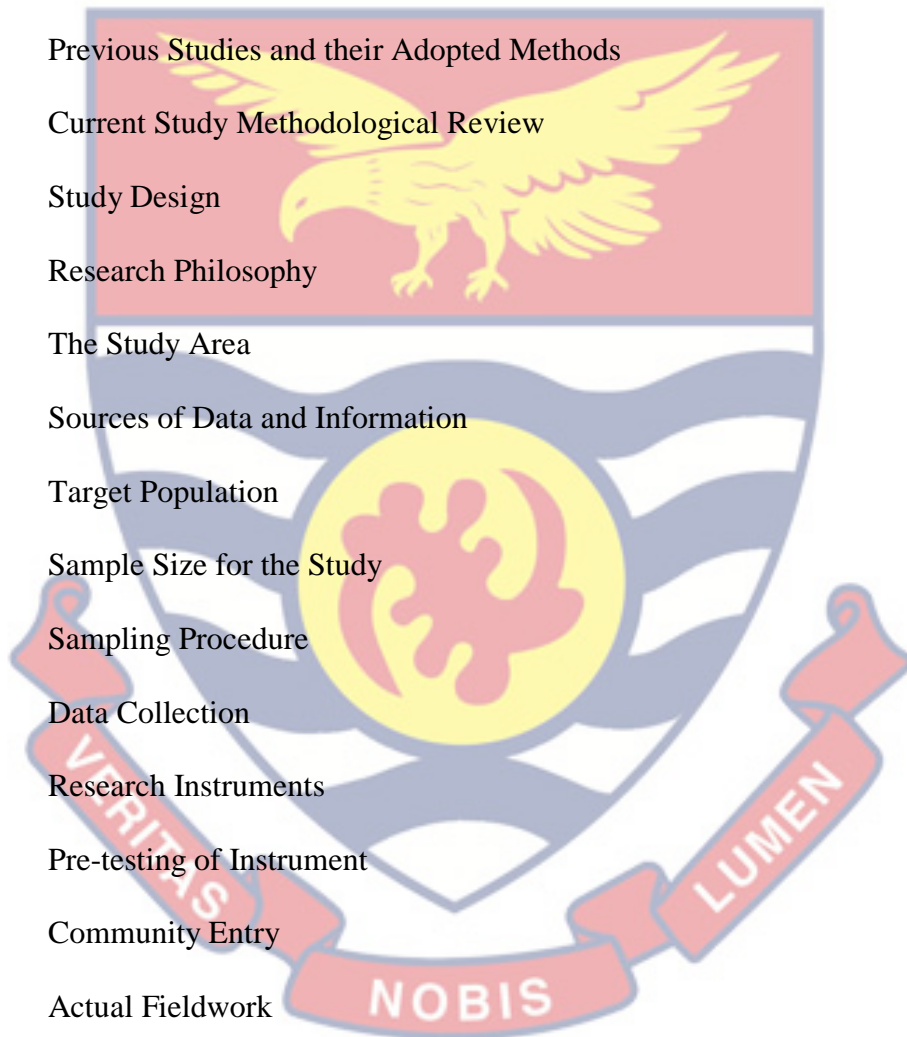 Previous Studies and their Adopted Methods
Current Study Methodological Review
Study Design
Research Philosophy
The Study Area
Sources of Data and Information
Target Population
Sample Size for the Study
Sampling Procedure
Data Collection
Research Instruments
Pre-testing of Instrument
Community Entry
Actual Fieldwork
VERITAS
NOBIS
LUMEN